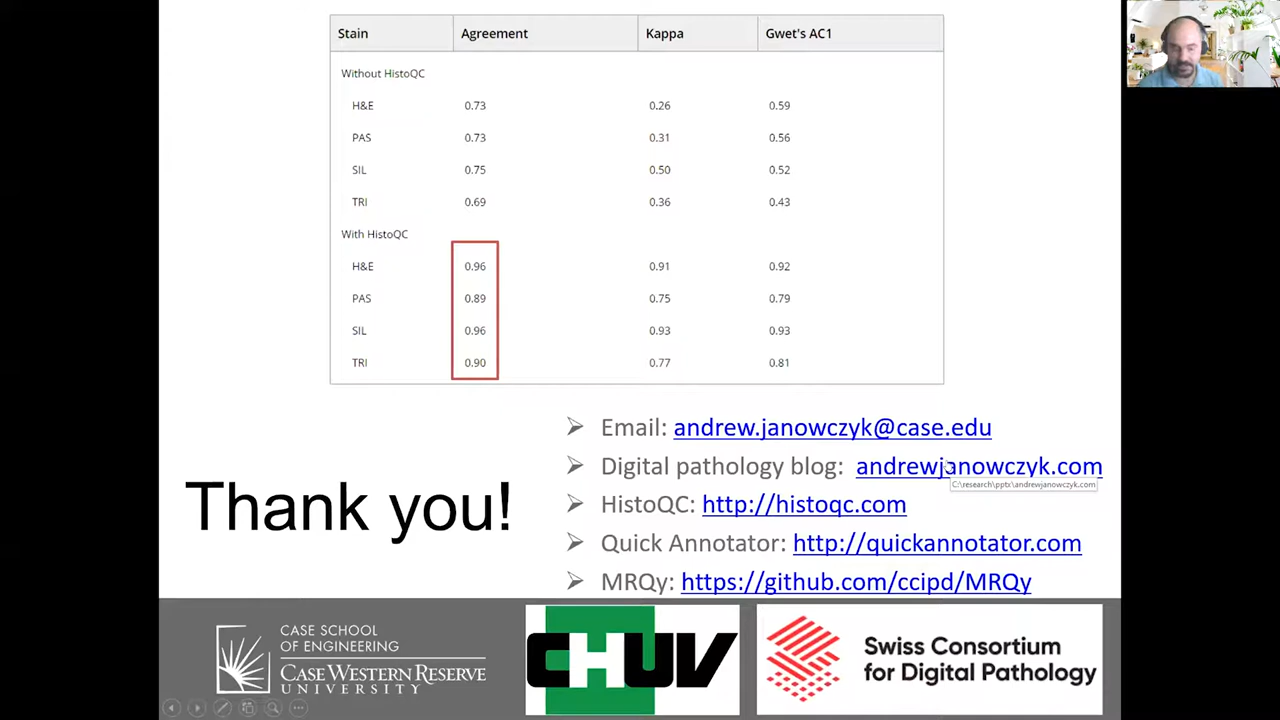 Stain Agreement Kappa Gwet's AC1
Without HistoQC
H&E 0.73 0.26 0.59
PAS 0.73 0.31 0.56
SIL 0.75 0.50 0.52
TRI 0.69 0.36 0.43
With HistoQC
H&E 0.96 0.91 0.92
PAS 0.89 0.75 0.79
SIL 0.96 0.93 0.93
TRI 0.90 0.77 0.81
Thank you!
➢ Email: andrew.janowczyk@case.edu
➢ Digital pathology blog: andrewjanowczyk.com
C:\research\pptx\andrewjanowczyk.com
➢ HistoQC: http://histoqc.com
➢ Quick Annotator: http://quickannotator.com
➢ MRQy: https://github.com/ccipd/MRQy
CASE SCHOOL
OF ENGINEERING
CASE WESTERN RESERVE
UNIVERSITY
CHUV
Swiss Consortium
for Digital Pathology